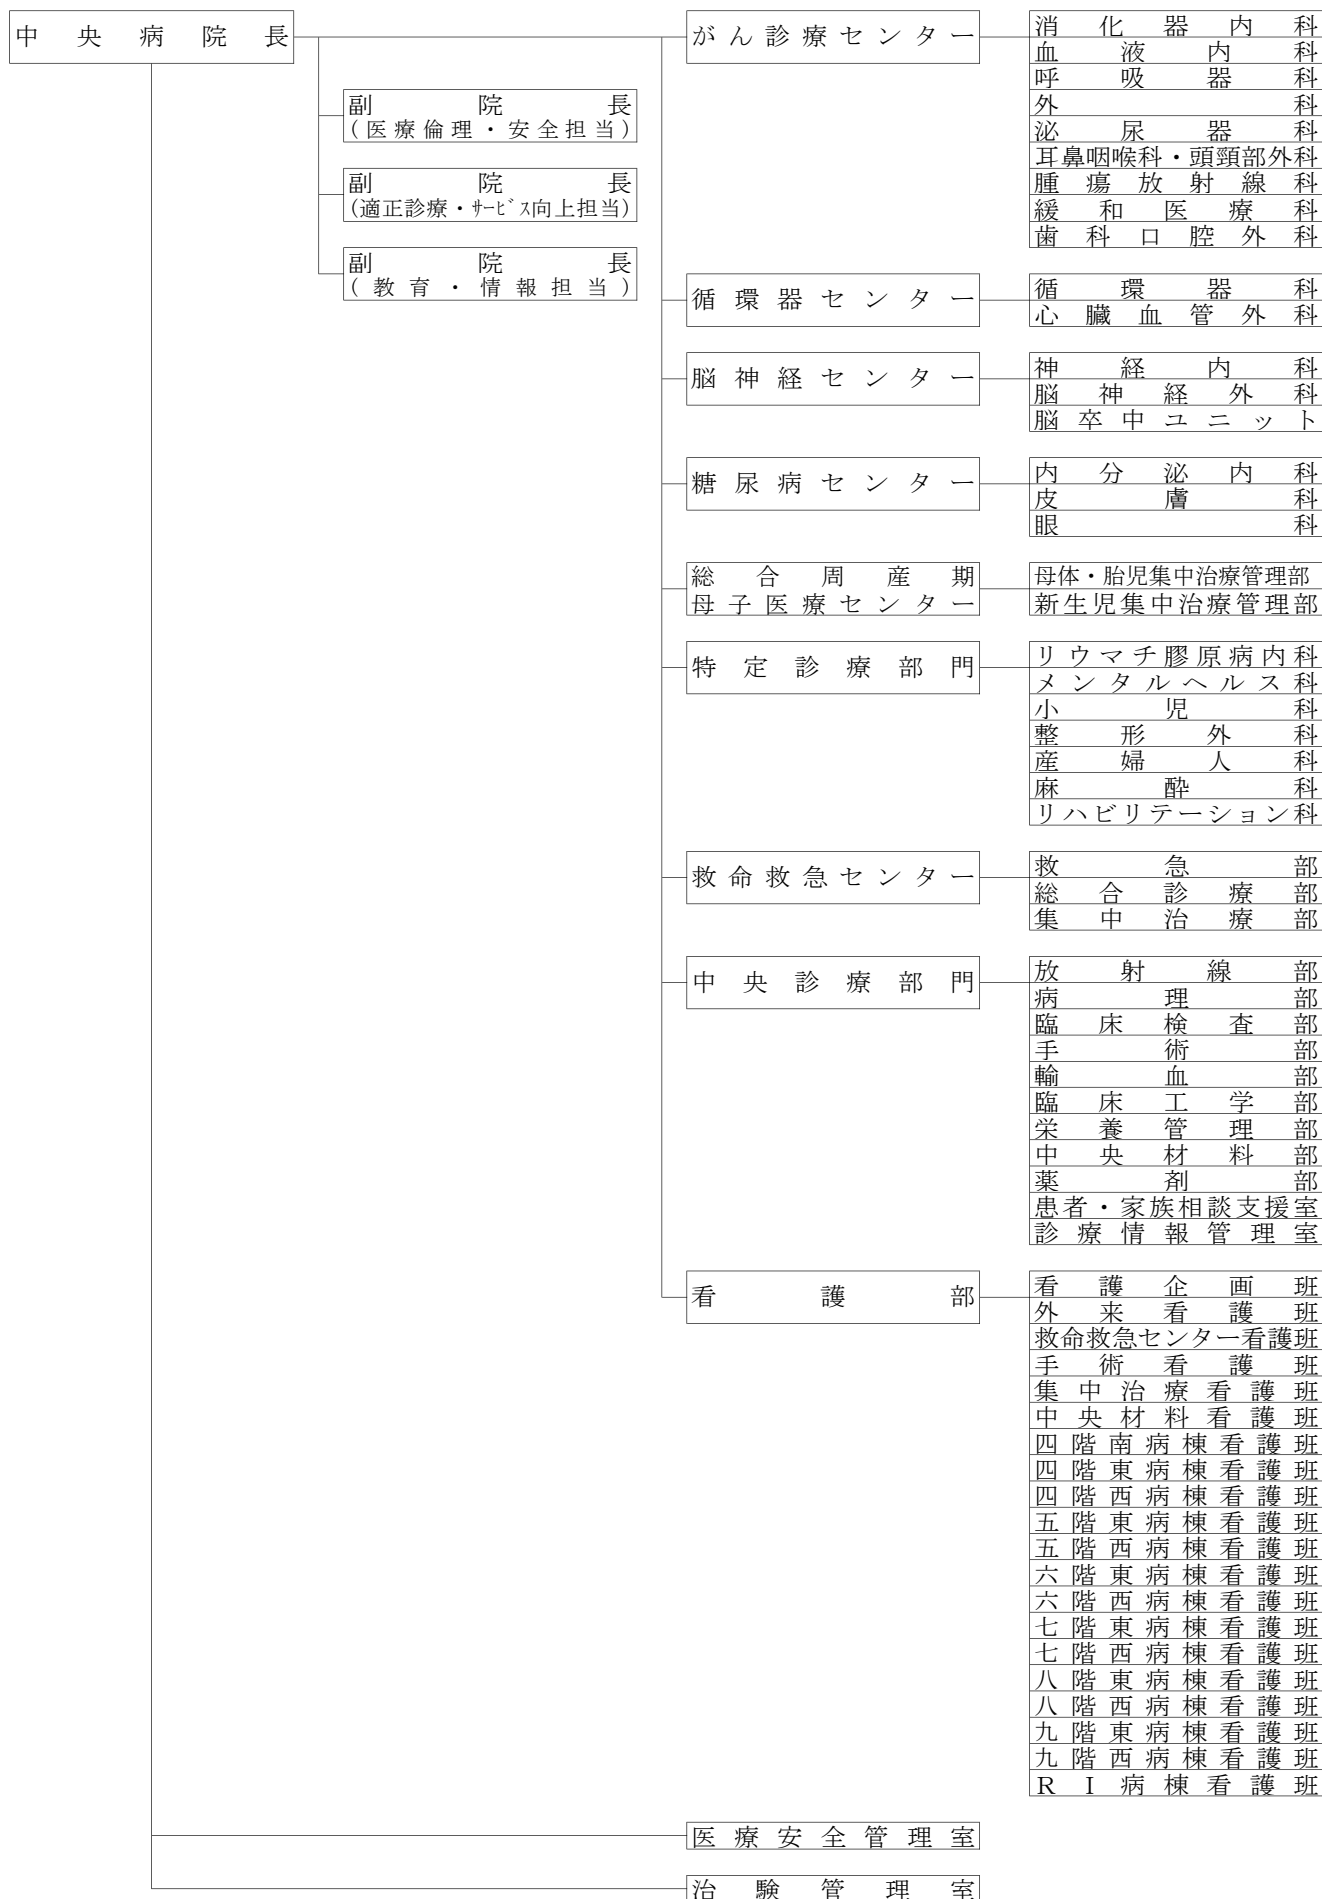 中央病院長
副院長
(医療倫理・安全担当)
副院長
(適正診療・ｻｰﾋﾞｽ向上担当)
副院長
(教育・情報担当)
がん診療センター
消化器内科
血液内科
呼吸器科
外科
泌尿器科
耳鼻咽喉科・頭頸部外科
腫瘍放射線科
緩和医療科
歯科口腔外科
循環器センター
循環器科
心臓血管外科
脳神経センター
神経内科
脳神経外科
脳卒中ユニット
糖尿病センター
内分泌内科
皮膚科
眼科
総合周産期
母子医療センター
母体・胎児集中治療管理部
新生児集中治療管理部
特定診療部門
リウマチ膠原病内科
メンタルヘルス科
小児科
整形外科
産婦人科
麻酔科
リハビリテーション科
救命救急センター
救急部
総合診療部
集中治療部
中央診療部門
放射線部
病理部
臨床検査部
手術部
輸血部
臨床工学部
栄養管理部
中央材料部
薬剤部
患者・家族相談支援室
診療情報管理室
看護部
看護企画班
外来看護班
救命救急センター看護班
手術看護班
集中治療看護班
中央材料看護班
四階南病棟看護班
四階東病棟看護班
四階西病棟看護班
五階東病棟看護班
五階西病棟看護班
六階東病棟看護班
六階西病棟看護班
七階東病棟看護班
七階西病棟看護班
八階東病棟看護班
八階西病棟看護班
九階東病棟看護班
九階西病棟看護班
ＲＩ病棟看護班
医療安全管理室
治験管理室